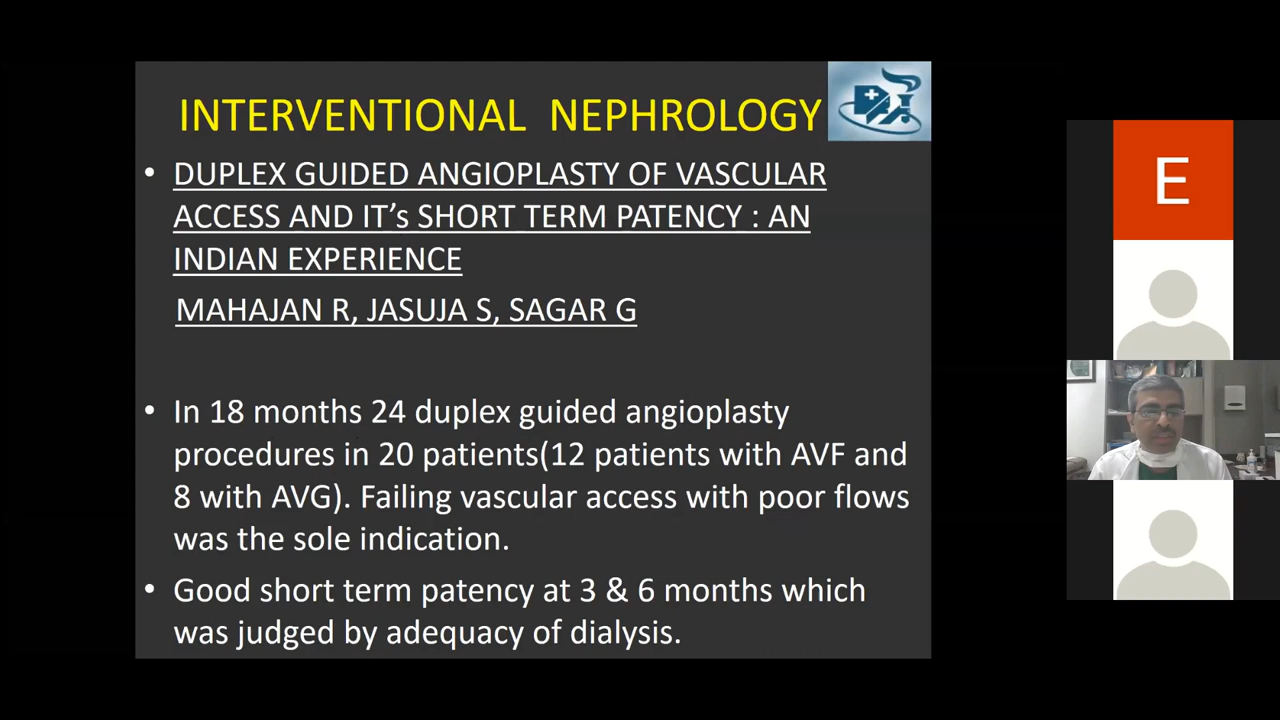 INTERVENTIONAL NEPHROLOGY
• DUPLEX GUIDED ANGIOPLASTY OF VASCULAR
ACCESS AND IT’s SHORT TERM PATENCY : AN
INDIAN EXPERIENCE
MAHAJAN R, JASUJA S, SAGAR G
• In 18 months 24 duplex guided angioplasty
procedures in 20 patients(12 patients with AVF and
8 with AVG). Failing vascular access with poor flows
was the sole indication.
• Good short term patency at 3 & 6 months which
was judged by adequacy of dialysis.
E